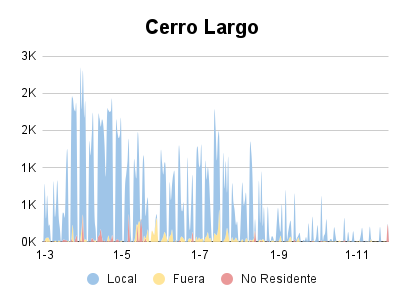 Cerro Largo
3K
2K
2K
1K
1K
0K
1-3 1-5 1-7 1-9 1-11
Local Fuera No Residente